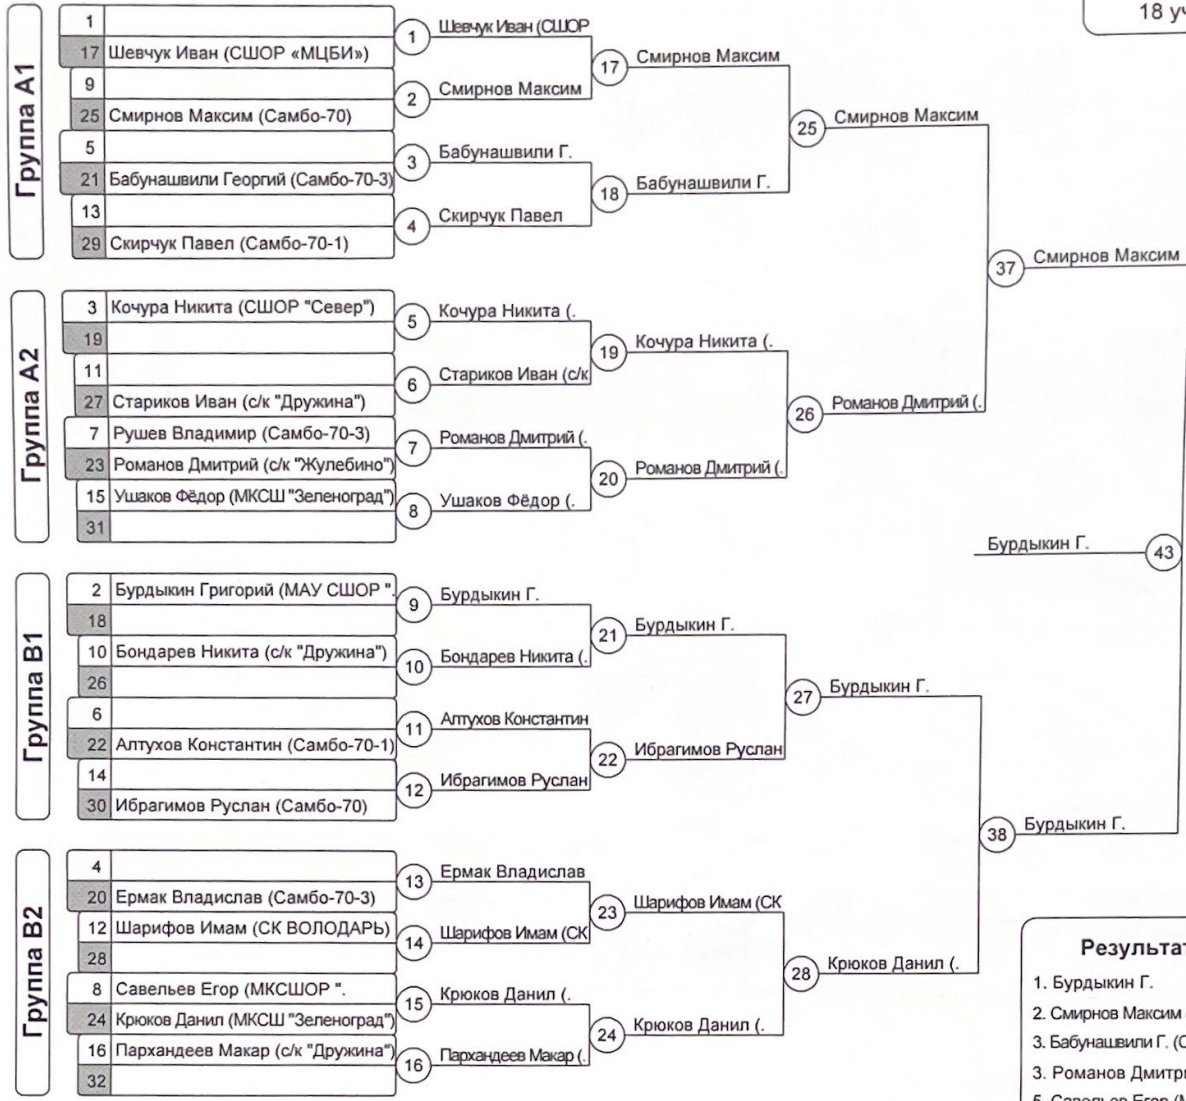 18 уч
Группа A1
1
17 Шевчук Иван (СШОР «МЦБИ»)
9
25 Смирнов Максим (Самбо-70)
5
21 Бабунашвили Георгий (Самбо-70-3)
13
29 Скирчук Павел (Самбо-70-1)
1 Шевчук Иван (СШОР
2 Смирнов Максим
3 Бабунашвили Г.
4 Скирчук Павел
17 Смирнов Максим
18 Бабунашвили Г.
25 Смирнов Максим
Группа A2
3 Кочура Никита (СШОР "Север")
19
11
27 Стариков Иван (с/к "Дружина")
7 Рушев Владимир (Самбо-70-3)
23 Романов Дмитрий (с/к "Жулебино")
15 Ушаков Фёдор (МКСШ "Зеленоград")
31
5 Кочура Никита (.
6 Стариков Иван (с/к
7 Романов Дмитрий (.
8 Ушаков Фёдор (.
19 Кочура Никита (.
20 Романов Дмитрий (.
26 Романов Дмитрий (.
37 Смирнов Максим
Группа B1
2 Бурдыкин Григорий (МАУ СШОР ".
18
10 Бондарев Никита (с/к "Дружина")
26
6
22 Алтухов Константин (Самбо-70-1)
14
30 Ибрагимов Руслан (Самбо-70)
9 Бурдыкин Г.
10 Бондарев Никита (.
11 Алтухов Константин
12 Ибрагимов Руслан
21 Бурдыкин Г.
22 Ибрагимов Руслан
27 Бурдыкин Г.
Группа B2
4
20 Ермак Владислав (Самбо-70-3)
12 Шарифов Имам (СК ВОЛОДАРЬ)
28
8 Савельев Егор (МКСШОР ".
24 Крюков Данил (МКСШ "Зеленоград")
16 Пархандеев Макар (с/к "Дружина")
32
13 Ермак Владислав
14 Шарифов Имам (СК
15 Крюков Данил (.
16 Пархандеев Макар (.
23 Шарифов Имам (СК
24 Крюков Данил (.
28 Крюков Данил (.
38 Бурдыкин Г.
Бурдыкин Г. 43
Результат
1. Бурдыкин Г.
2. Смирнов Максим
3. Бабунашвили Г. (С
3. Романов Дмитри
5. Савельев Егор (М